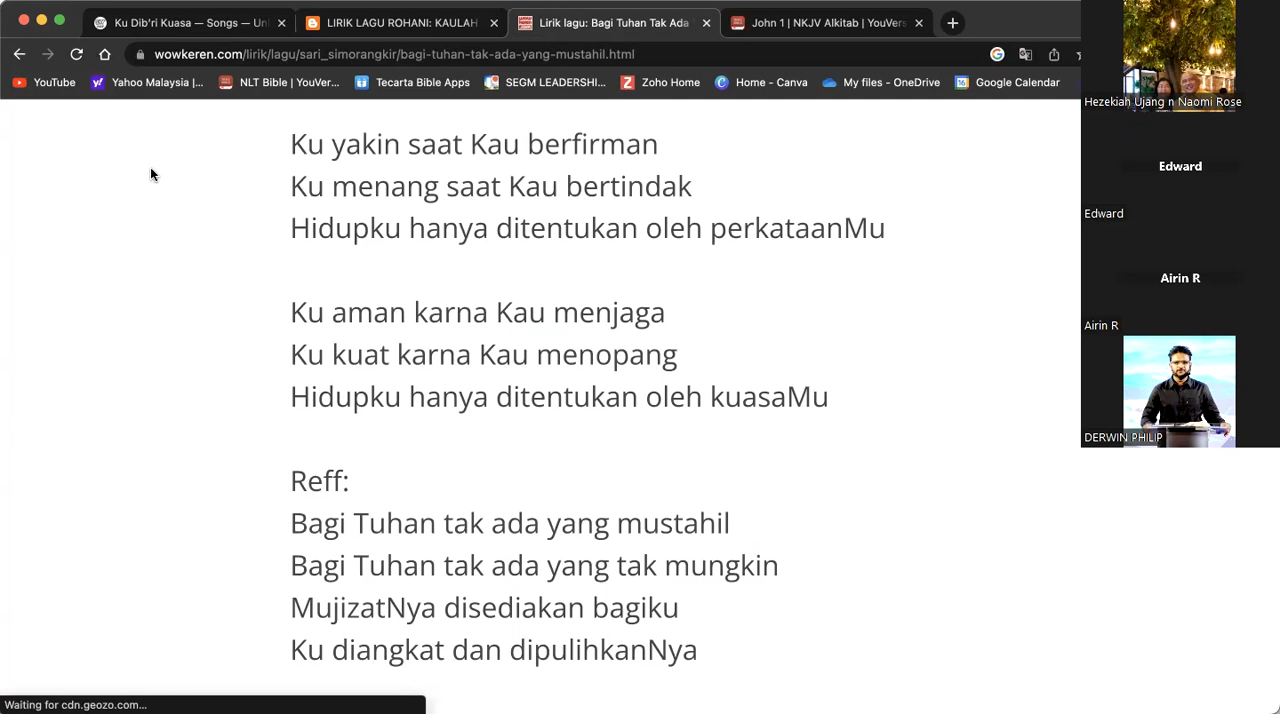 Ku Dib'ri Kuasa — Songs — Un
LIRIK LAGU ROHANI: KAULAH
Lirik lagu: Bagi Tuhan Tak Ada
John 1 | NKJV Alkitab | YouVers
wowkeren.com/lirik/lagu/sari_simorangkir/bagi-tuhan-tak-ada-yang-mustahil.html
YouTube
Yahoo Malaysia |...
NLT Bible | YouVer...
Tecarta Bible Apps
SEGM LEADERSHI...
Zoho Home
Home - Canva
My files - OneDrive
Google Calendar
Ku yakin saat Kau berfirman
Ku menang saat Kau bertindak
Hidupku hanya ditentukan oleh perkataanMu
Ku aman karna Kau menjaga
Ku kuat karna Kau menopang
Hidupku hanya ditentukan oleh kuasaMu
Reff:
Bagi Tuhan tak ada yang mustahil
Bagi Tuhan tak ada yang tak mungkin
MujizatNya disediakan bagiku
Ku diangkat dan dipulihkanNya
Waiting for cdn.geozo.com...
Hezekiah Ujang n Naomi Rose
Edward
Edward
Airin R
Airin R
DERWIN PHILIP